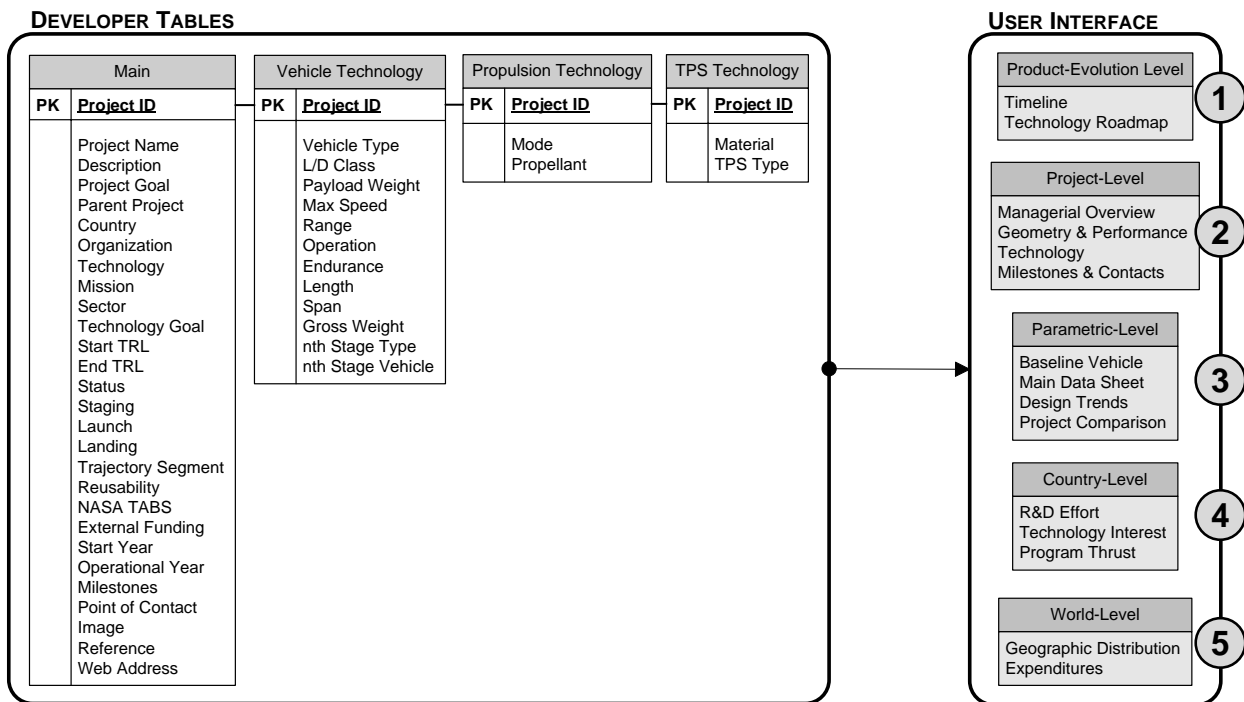 DEVELOPER TABLES
Main
PK Project ID
Project Name
Description
Project Goal
Parent Project
Country
Organization
Technology
Mission
Sector
Technology Goal
Start TRL
End TRL
Status
Staging
Launch
Landing
Trajectory Segment
Reusability
NASA TABS
External Funding
Start Year
Operational Year
Milestones
Point of Contact
Image
Reference
Web Address
Vehicle Technology
PK Project ID
Vehicle Type
L/D Class
Payload Weight
Max Speed
Range
Operation
Endurance
Length
Span
Gross Weight
nth Stage Type
nth Stage Vehicle
Propulsion Technology
PK Project ID
Mode
Propellant
TPS Technology
PK Project ID
Material
TPS Type
USER INTERFACE
Product-Evolution Level
Timeline
Technology Roadmap
1
Project-Level
Managerial Overview
Geometry & Performance
Technology
Milestones & Contacts
2
Parametric-Level
Baseline Vehicle
Main Data Sheet
Design Trends
Project Comparison
3
Country-Level
R&D Effort
Technology Interest
Program Thrust
4
World-Level
Geographic Distribution
Expenditures
5